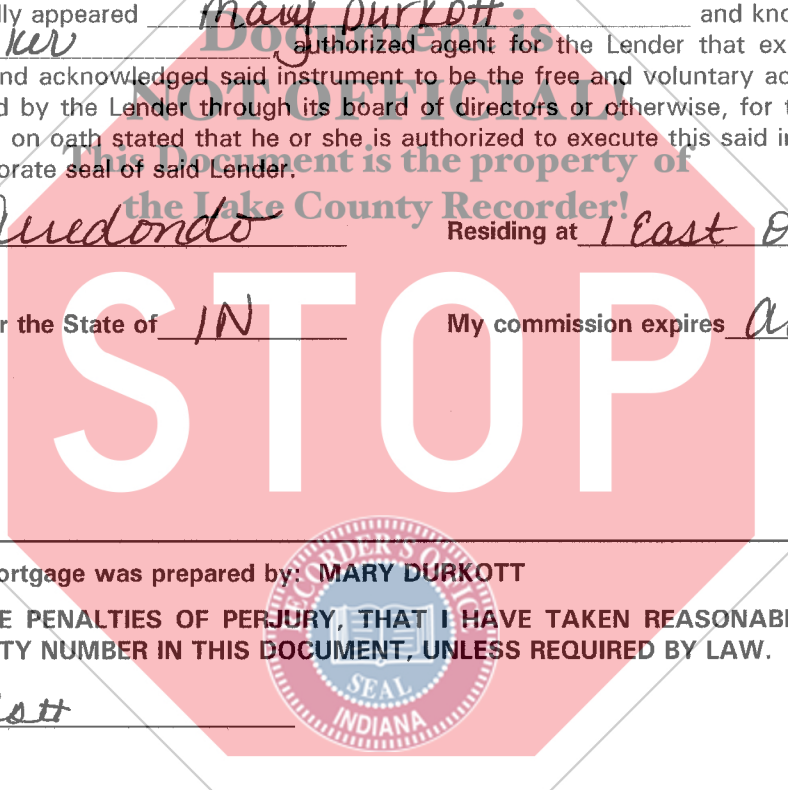 lly appeared Mary Durkott and kno
ker , authorized agent for the Lender that ex
nd acknowledged said instrument to be the free and voluntary ac
d by the Lender through its board of directors or otherwise, for t
on oath stated that he or she is authorized to execute this said in
orate seal of said Lender.
Document is
NOT OFFICIAL!
This Document is the property of
the Lake County Recorder!
Residing at 1 East
r the State of IN My commission expires
STOP
ortgage was prepared by: MARY DURKOTT
E PENALTIES OF PERJURY, THAT I HAVE TAKEN REASONABL
TY NUMBER IN THIS DOCUMENT, UNLESS REQUIRED BY LAW.
ott
RECORDER'S OFFICE
SEAL
INDIANA